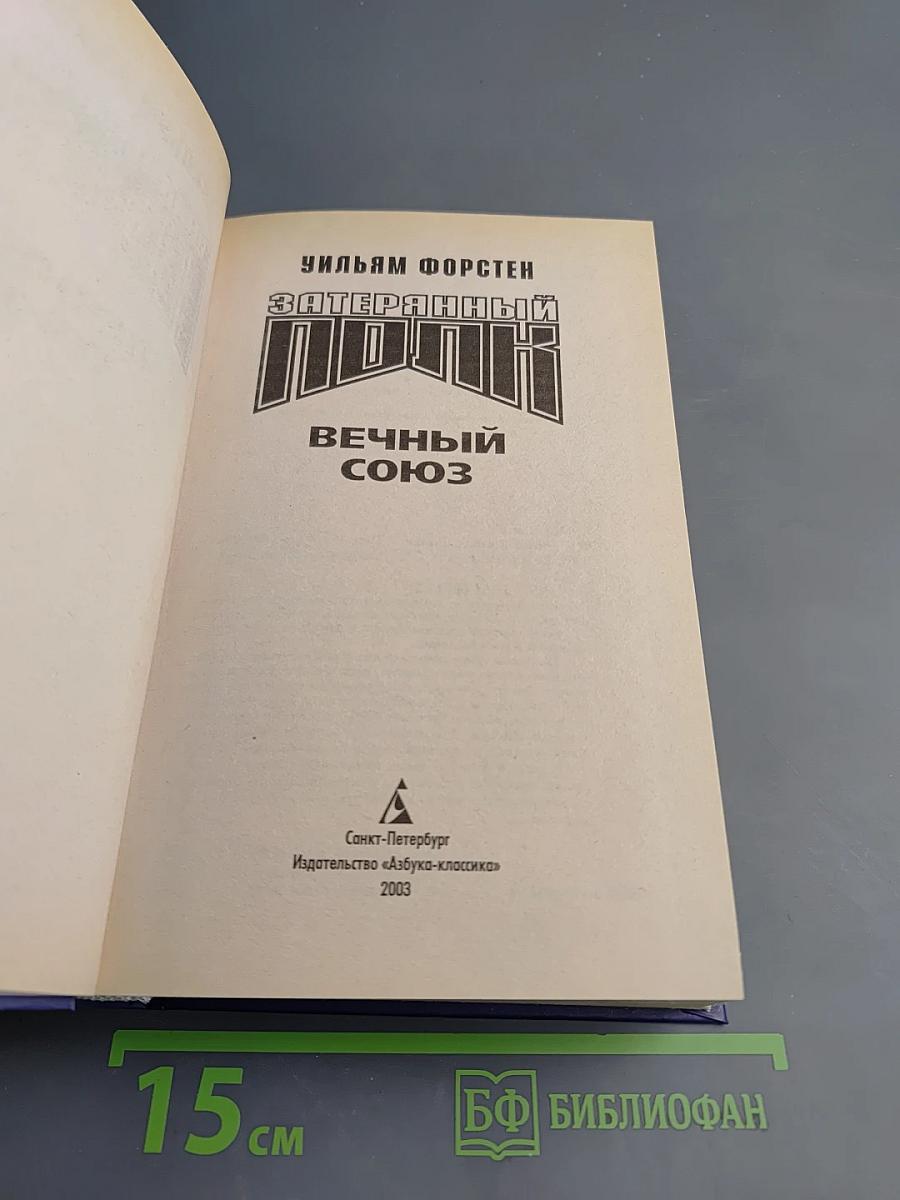 УИЛЬЯМ ФОРСТЕН
ЗАТЕРЯННЫЙ
ПОЛК
ВЕЧНЫЙ
СОЮЗ
Санкт-Петербург
Издательство «Азбука-классика»
2003
15 см
БФ БИБЛИОФАН